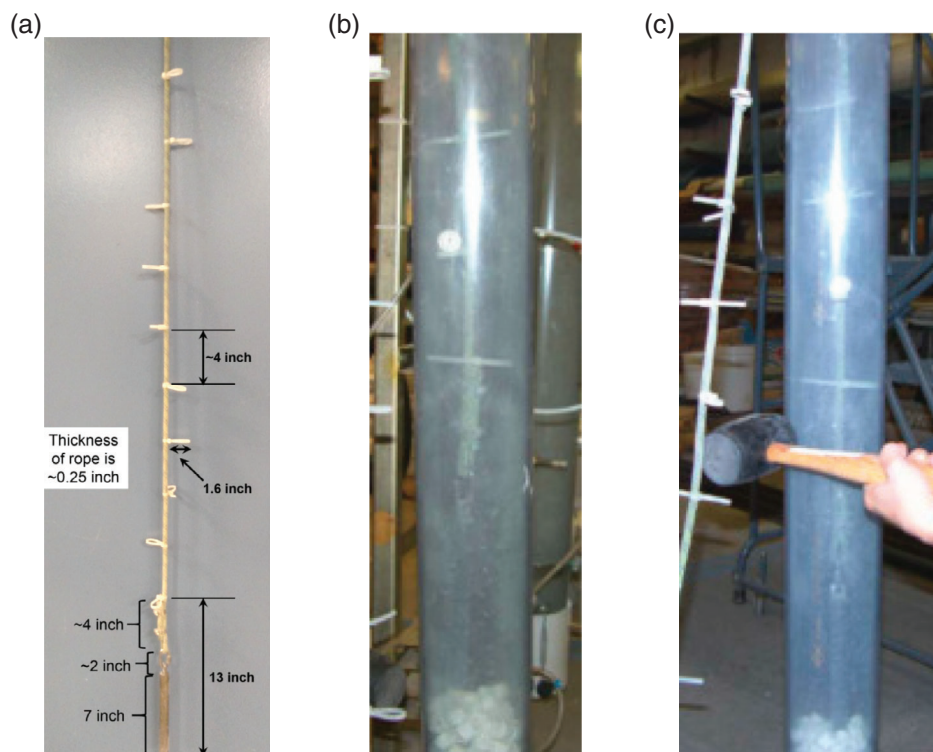 (a)
(b)
(c)
~4 inch
Thickness
of rope is
~0.25 inch
1.6 inch
~4 inch
~2 inch
13 inch
7 inch